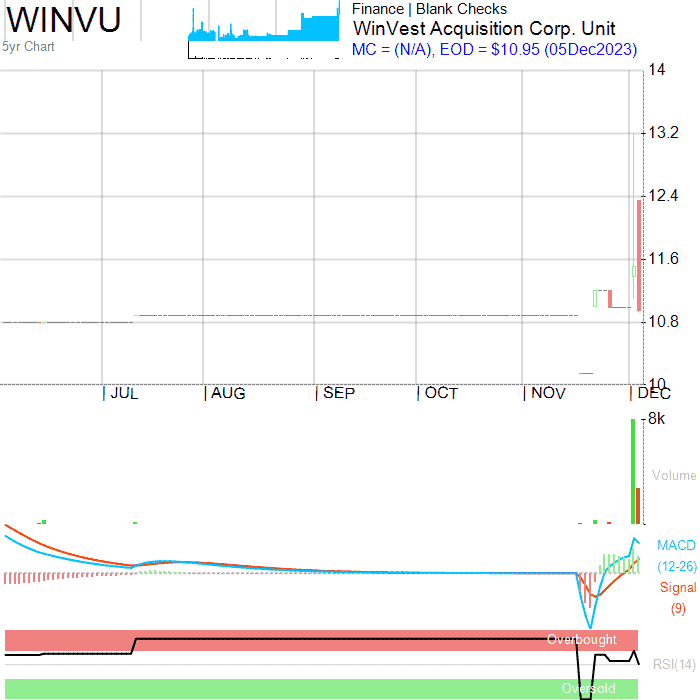 WINVU
5yr Chart
Finance | Blank Checks
WinVest Acquisition Corp. Unit
MC = (N/A), EOD = $10.95 (05Dec2023)
14
13.2
12.4
11.6
10.8
10
JUL AUG SEP OCT NOV DEC
8k
Volume
MACD
(12-26)
Signal
(9)
Overbought
RSI(14)
Oversold